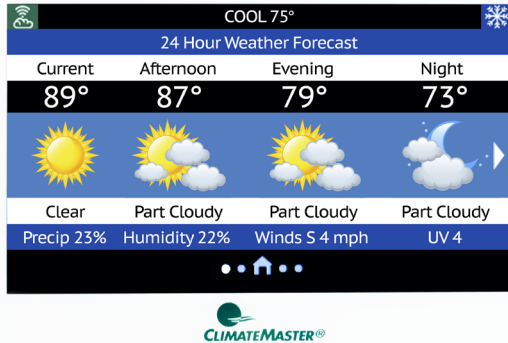 COOL 75°
24 Hour Weather Forecast
Current Afternoon Evening Night
89° 87° 79° 73°
Clear Part Cloudy Part Cloudy Part Cloudy
Precip 23% Humidity 22% Winds S 4 mph UV 4
CLIMATEMASTER®